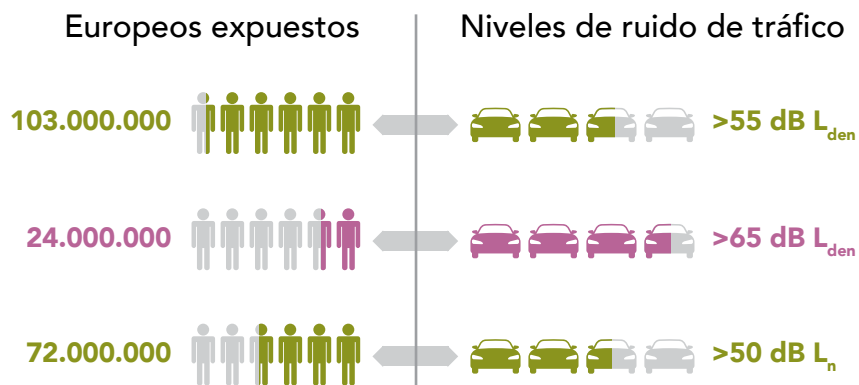 Europeos expuestos
Niveles de ruido de tráfico
103.000.000 >55 dB Lden
24.000.000 >65 dB Lden
72.000.000 >50 dB Ln